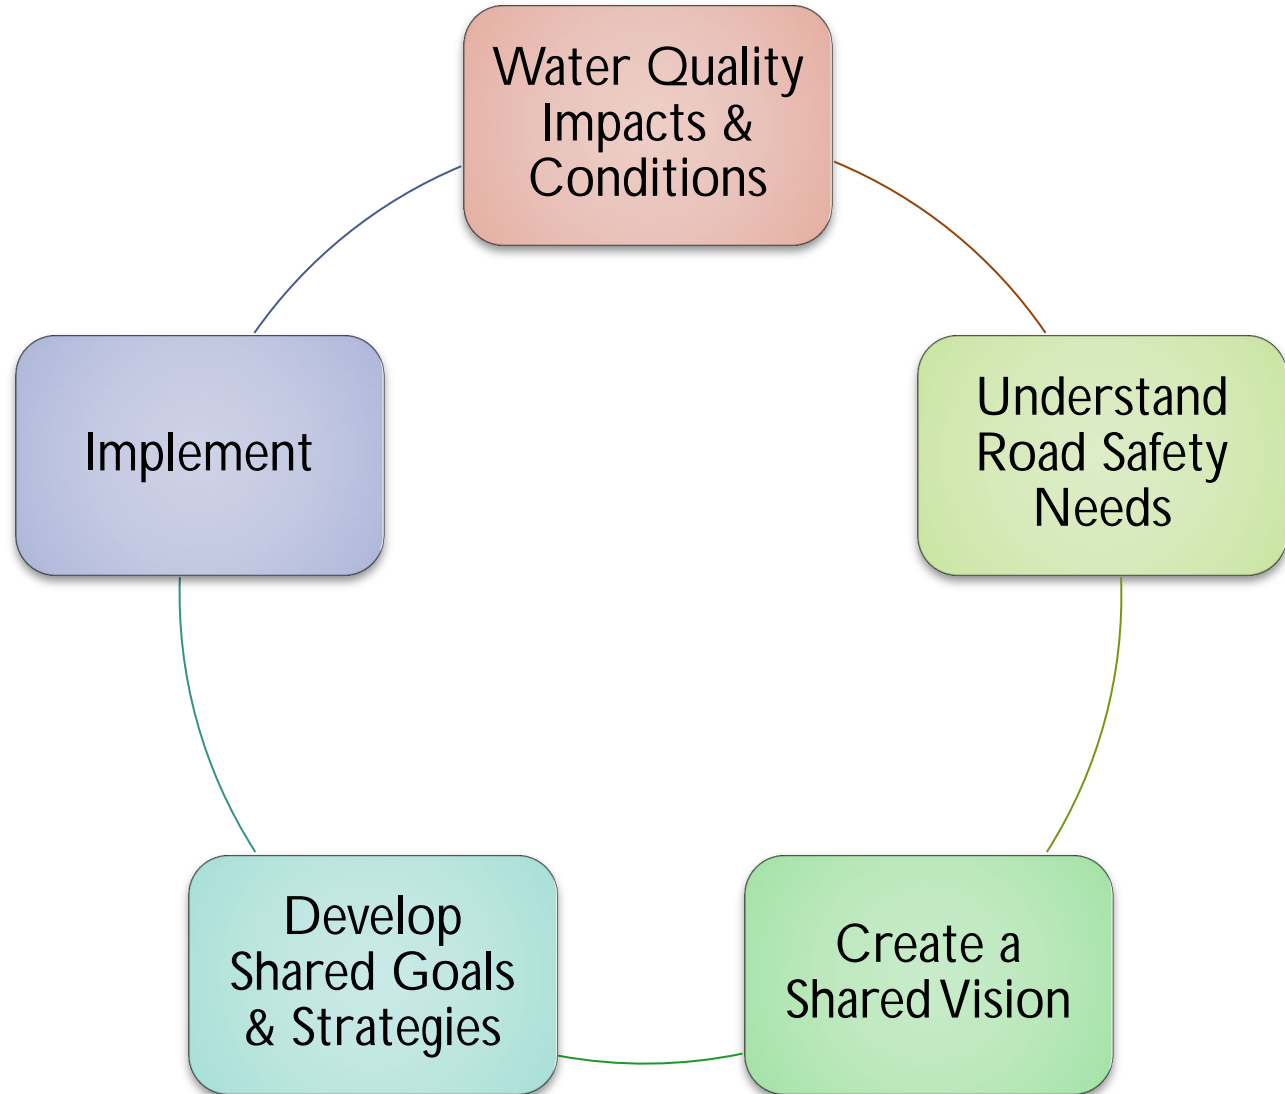 Water Quality
Impacts &
Conditions
Understand
Road Safety
Needs
Create a
Shared Vision
Develop
Shared Goals
& Strategies
Implement